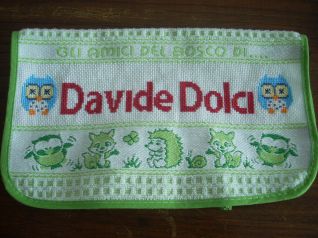 GLI AMICI DEL BOSCO DI....
Davide Dolci